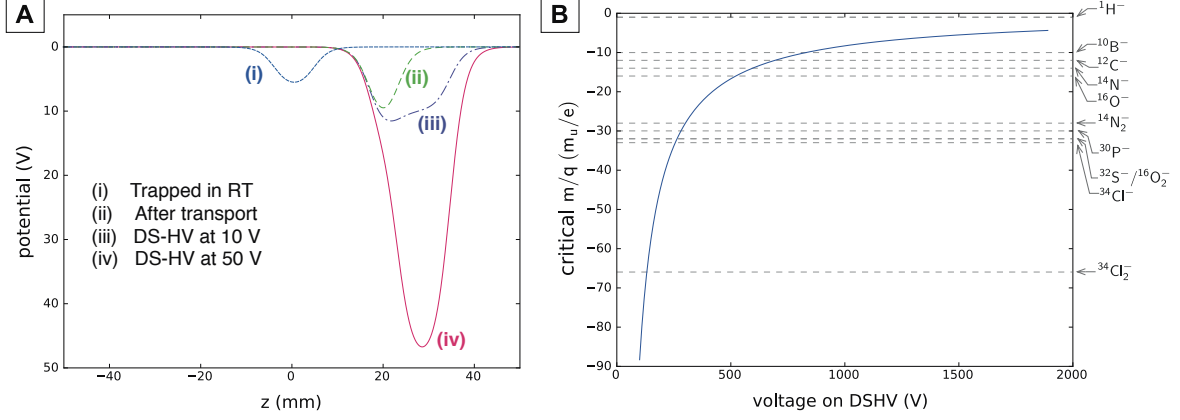 A
potential (V)
0
10
20
30
40
50
−40
−20
0
20
40
z (mm)
(i)
(ii)
(iii)
(iv)
(i) Trapped in RT
(ii) After transport
(iii) DS-HV at 10 V
(iv) DS-HV at 50 V
B
critical m/q (mᵤ/e)
0
−10
−20
−30
−40
−50
−60
−70
−80
−90
0
500
1000
1500
2000
voltage on DSHV (V)
¹H⁻
¹⁰B⁻
¹²C⁻
¹⁴N⁻
¹⁶O⁻
¹⁴N₂⁻
³⁰P⁻
³²S⁻/¹⁶O₂⁻
³⁴Cl⁻
³⁴Cl₂⁻